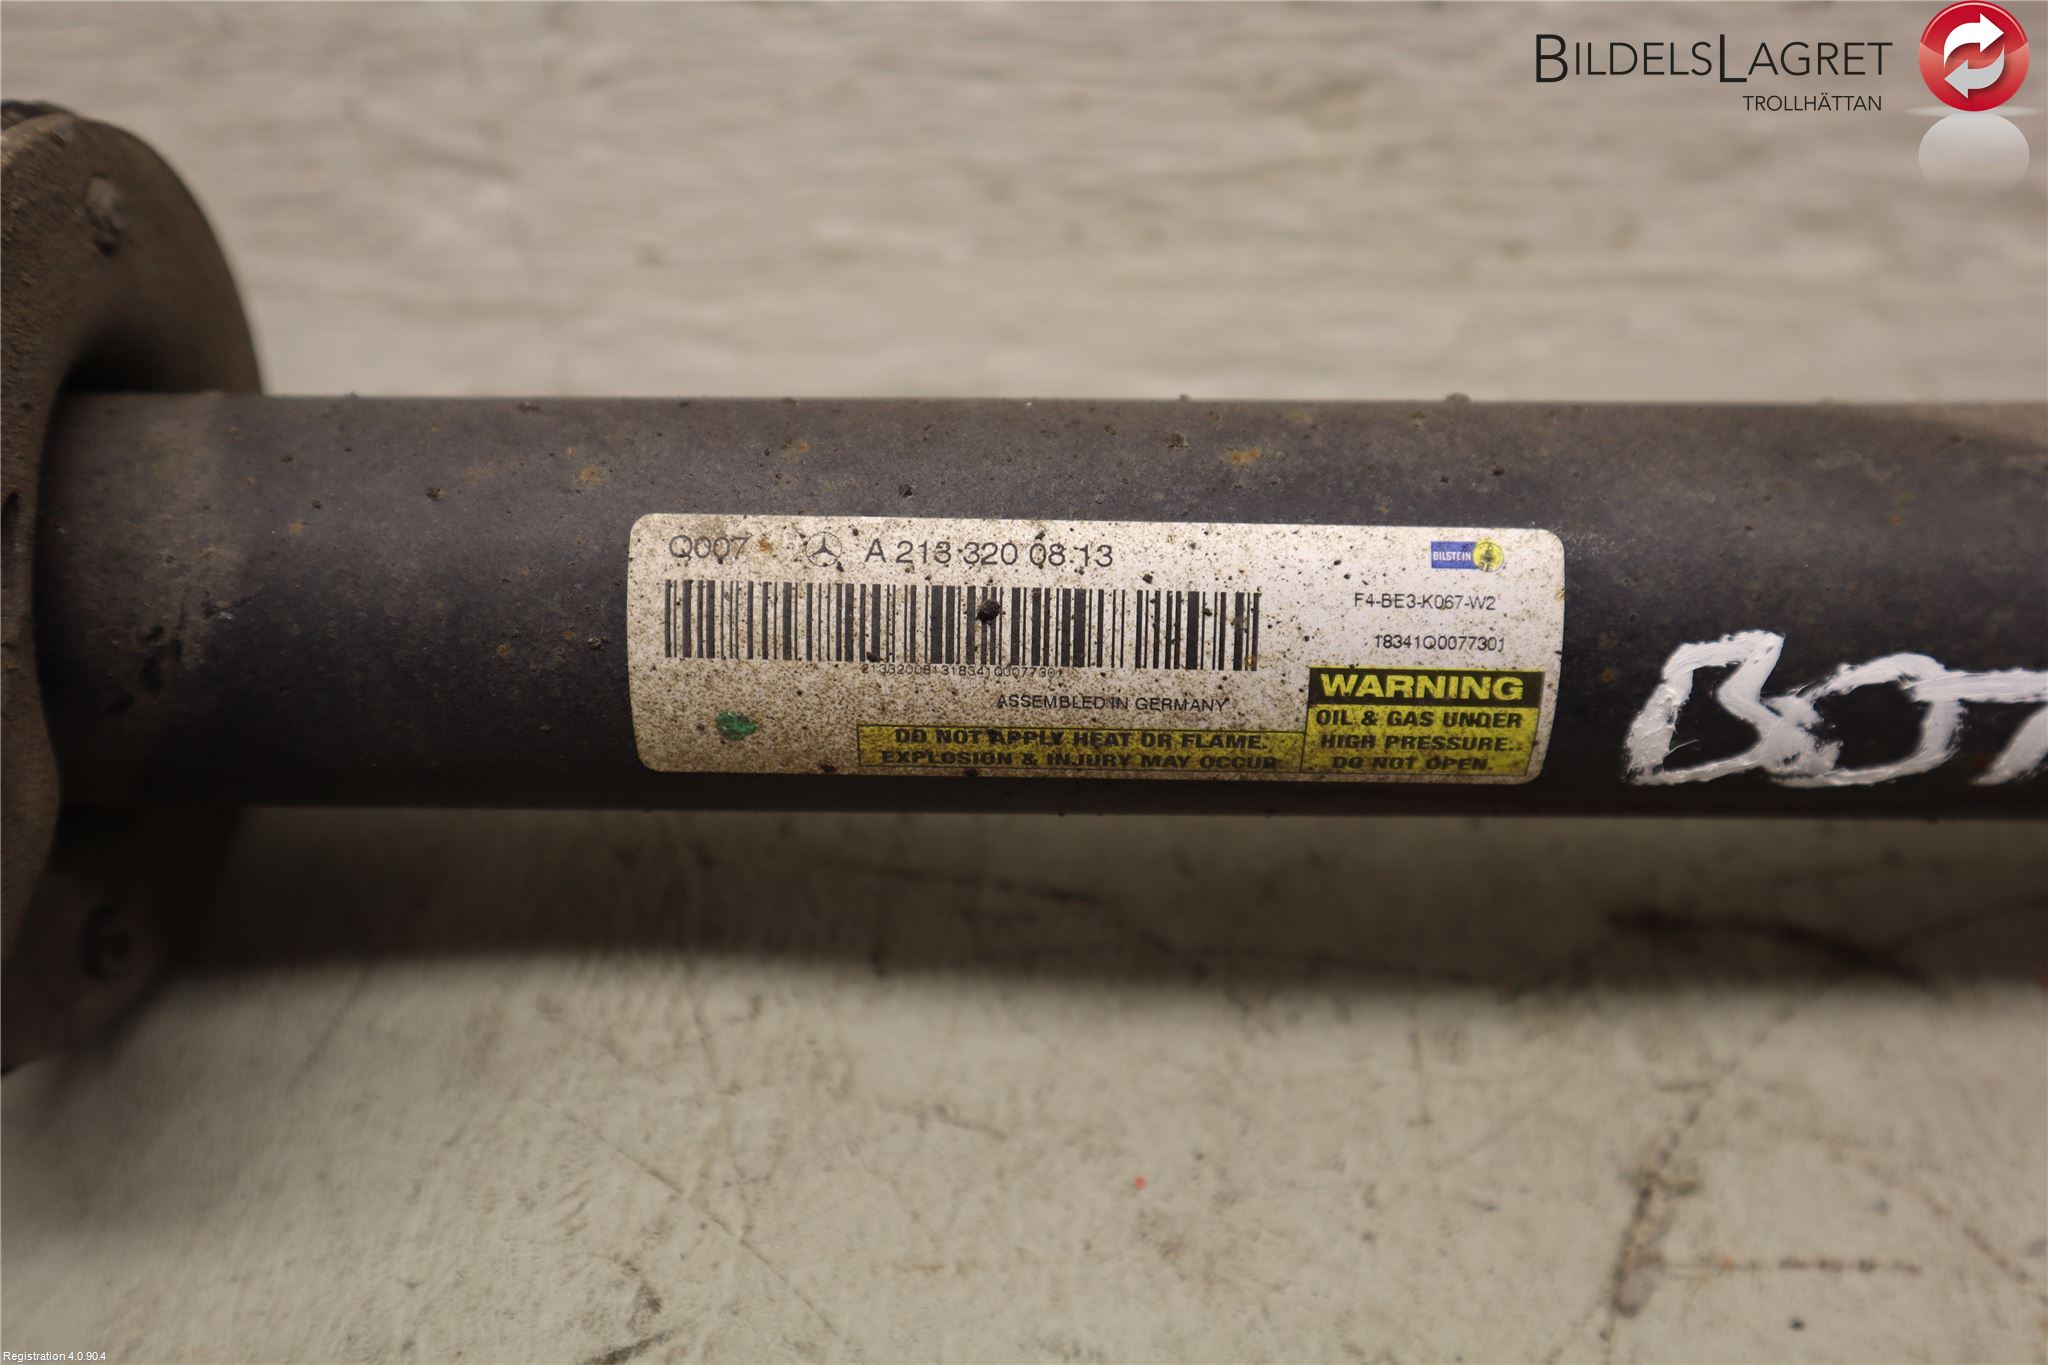 BILDELSLAGRET
TROLLHÄTTAN
Q007 A 213 320 08 13
BILSTEIN
F4-BE3-K067-W2
18341Q0077301
213320081318341Q0077301
ASSEMBLED IN GERMANY
WARNING
OIL & GAS UNDER
HIGH PRESSURE.
DO NOT OPEN.
DO NOT APPLY HEAT OR FLAME.
EXPLOSION & INJURY MAY OCCUR.
BOT
Registration 4.0.90.4